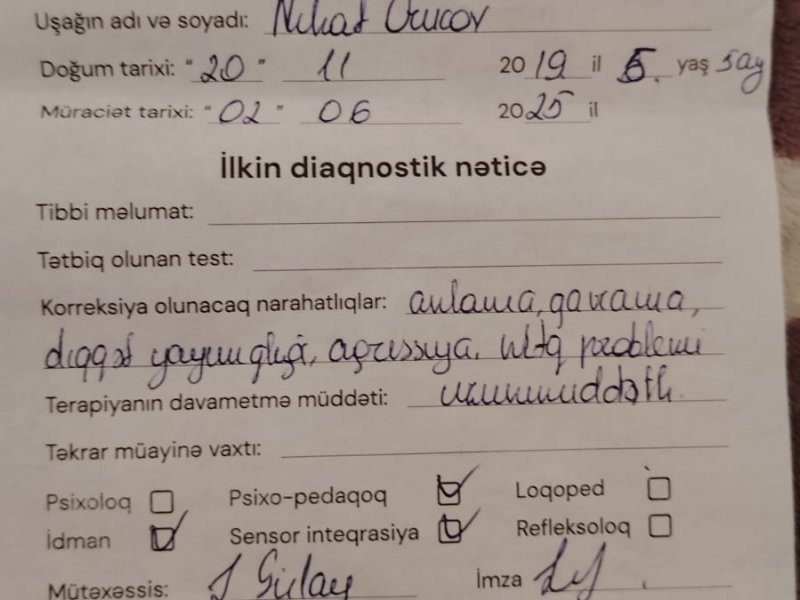 Uşağın adı və soyadı: Nihat Orucov
Doğum tarixi: "20" 11 2019 il 5. yaş 5ay
Müraciət tarixi: "02" 06 2025 il
İlkin diaqnostik nəticə
Tibbi məlumat:
Tətbiq olunan test:
Korreksiya olunacaq narahatlıqlar: anlama, qavrama,
diqqət yayınqlığı, aqressiya. nitq problemi
Terapiyanın davametmə müddəti: uzunmüddətli.
Təkrar müayinə vaxtı:
Psixoloq Psixo-pedaqoq Loqoped
İdman Sensor inteqrasiya Refleksoloq
Mütəxəssis: Gülay İmza